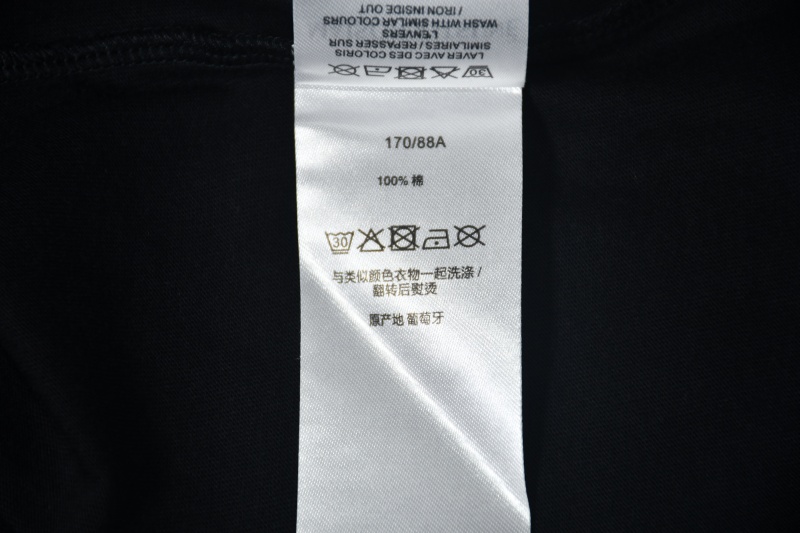 / IRON INSIDE OUT
WASH WITH SIMILAR COLOURS
L'ENVERS
SIMILAIRES / REPASSER SUR
LAVER AVEC DES COLORIS
30
170/88A
100% 棉
30
与类似颜色衣物一起洗涤 /
翻转后熨烫
原产地 葡萄牙